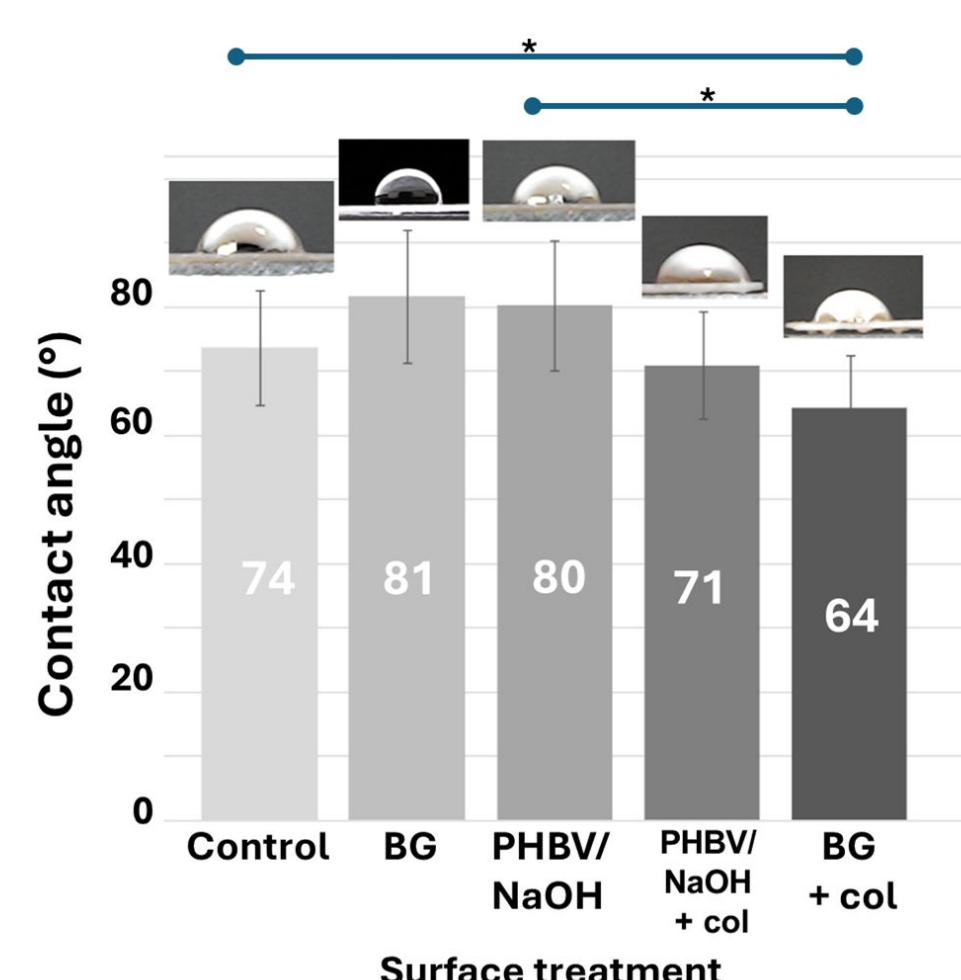 *
*
80
60
40
20
0
Contact angle (°)
74
81
80
71
64
Control
BG
PHBV/
NaOH
PHBV/
NaOH
+ col
BG
+ col
Surface treatment